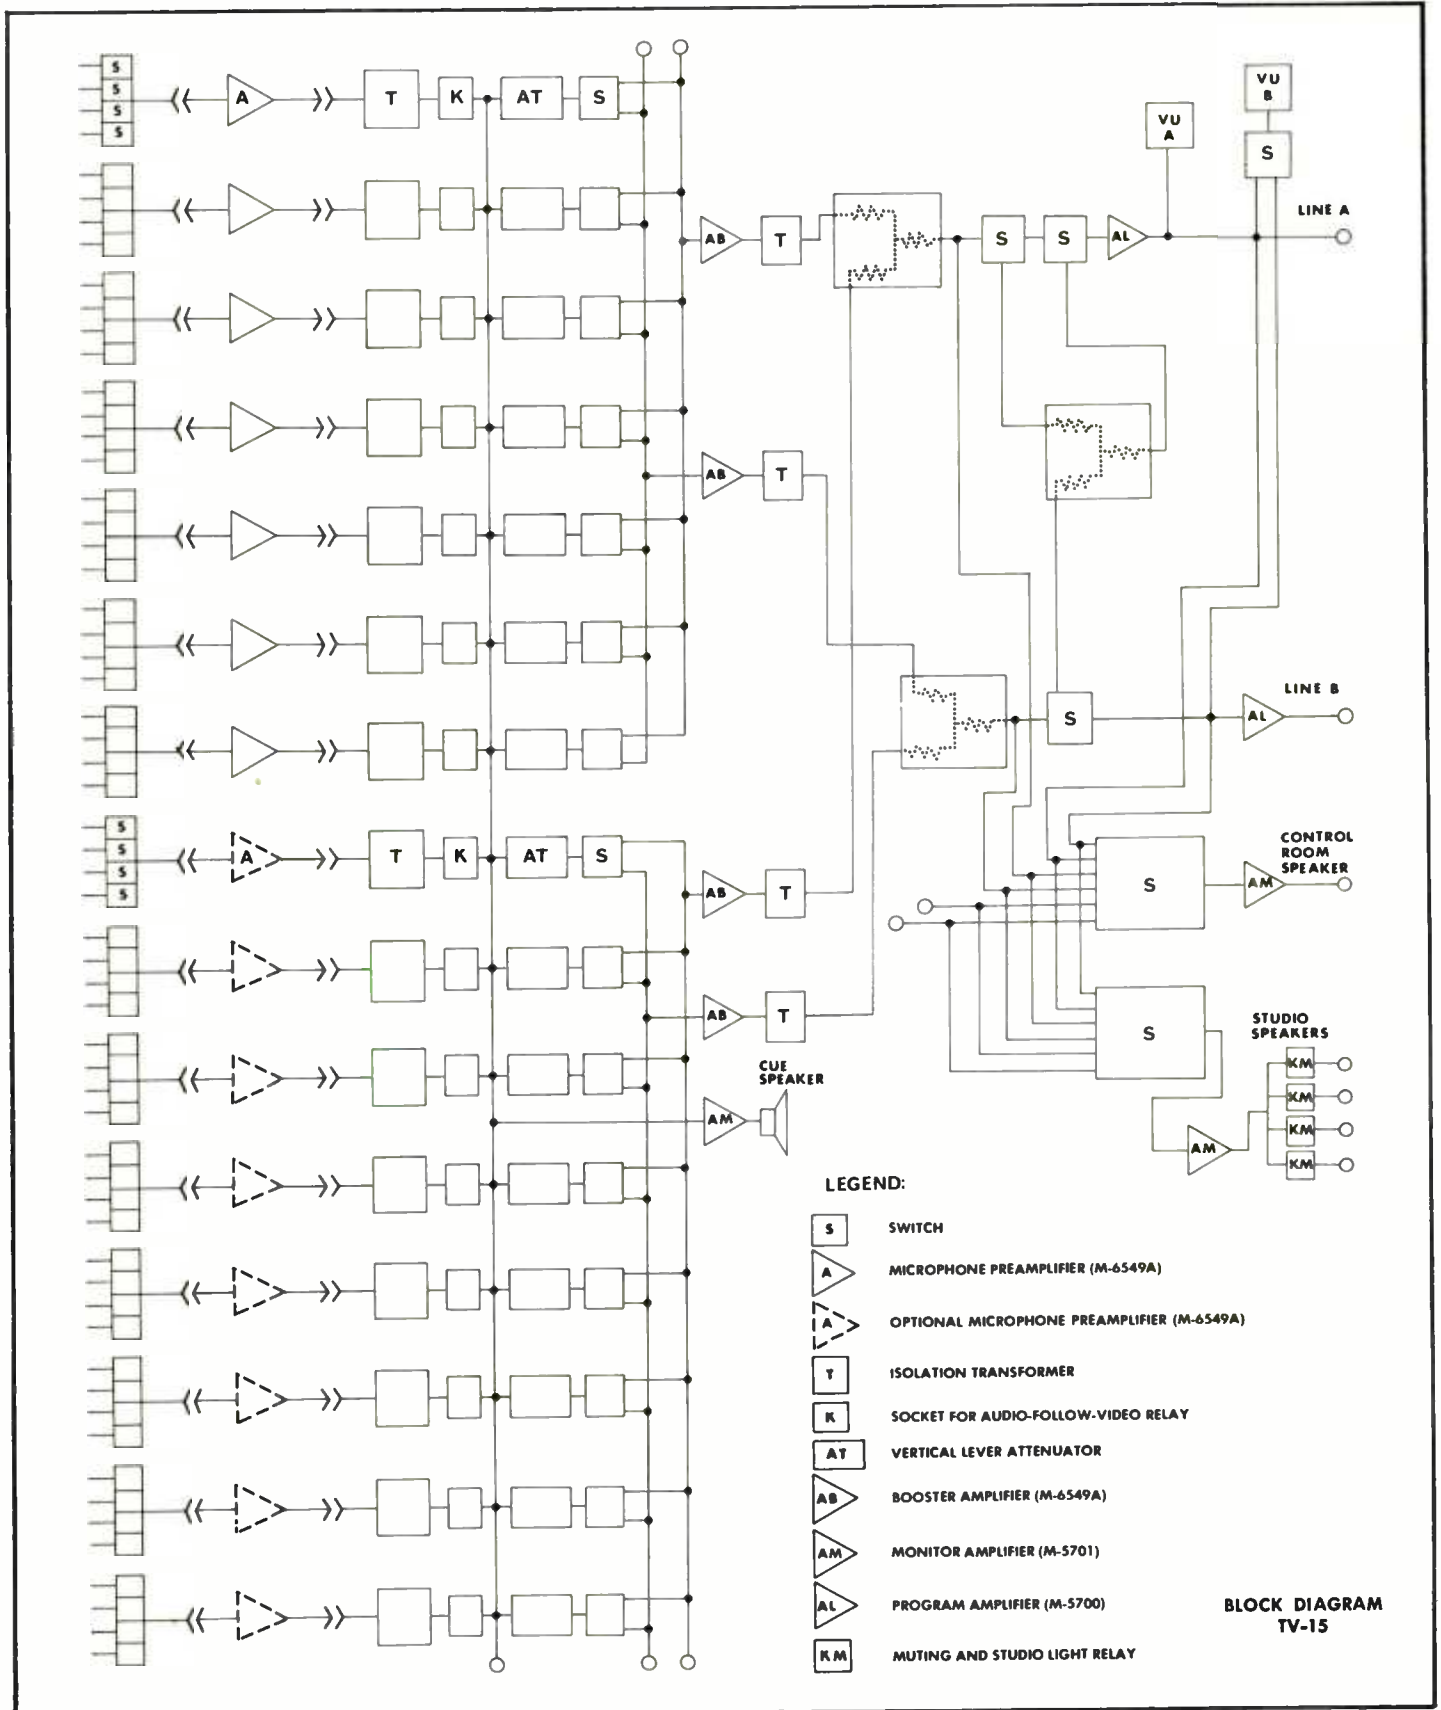 S
S
S
S
A
T
K
AT
S
VU
A
VU
B
S
LINE A
AB
T
S
S
AL
AB
T
LINE B
S
AL
S
S
S
S
A
T
K
AT
S
AB
T
S
CONTROL
ROOM
SPEAKER
AM
AB
T
S
STUDIO
SPEAKERS
KM
KM
KM
KM
AM
CUE
SPEAKER
AM
LEGEND:
S SWITCH
A MICROPHONE PREAMPLIFIER (M-6549A)
A OPTIONAL MICROPHONE PREAMPLIFIER (M-6549A)
T ISOLATION TRANSFORMER
K SOCKET FOR AUDIO-FOLLOW-VIDEO RELAY
AT VERTICAL LEVER ATTENUATOR
AB BOOSTER AMPLIFIER (M-6549A)
AM MONITOR AMPLIFIER (M-5701)
AL PROGRAM AMPLIFIER (M-5700)
KM MUTING AND STUDIO LIGHT RELAY
BLOCK DIAGRAM
TV-15